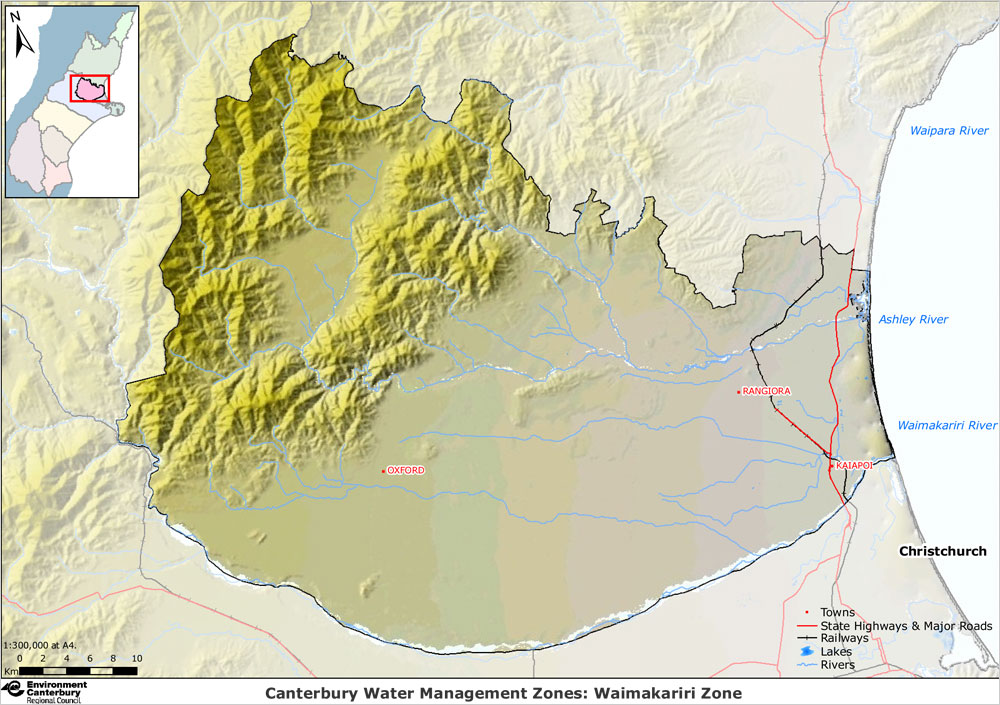 N
Waipara River
Ashley River
RANGIORA
Waimakariri River
OXFORD
KAIAPOI
Christchurch
Towns
State Highways & Major Roads
Railways
Lakes
Rivers
1:300,000 at A4.
0 2 4 6 8 10
Km
Environment
Canterbury
Regional Council
Canterbury Water Management Zones: Waimakariri Zone